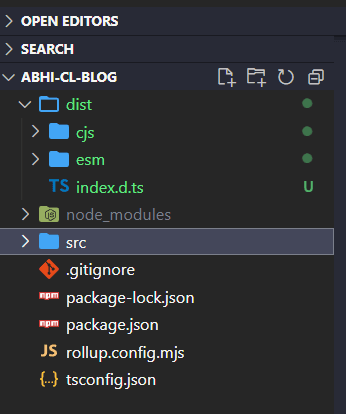 OPEN EDITORS
SEARCH
ABHI-CL-BLOG
dist
cjs
esm
TS index.d.ts U
node_modules
src
.gitignore
npm package-lock.json
npm package.json
JS rollup.config.mjs
{..} tsconfig.json